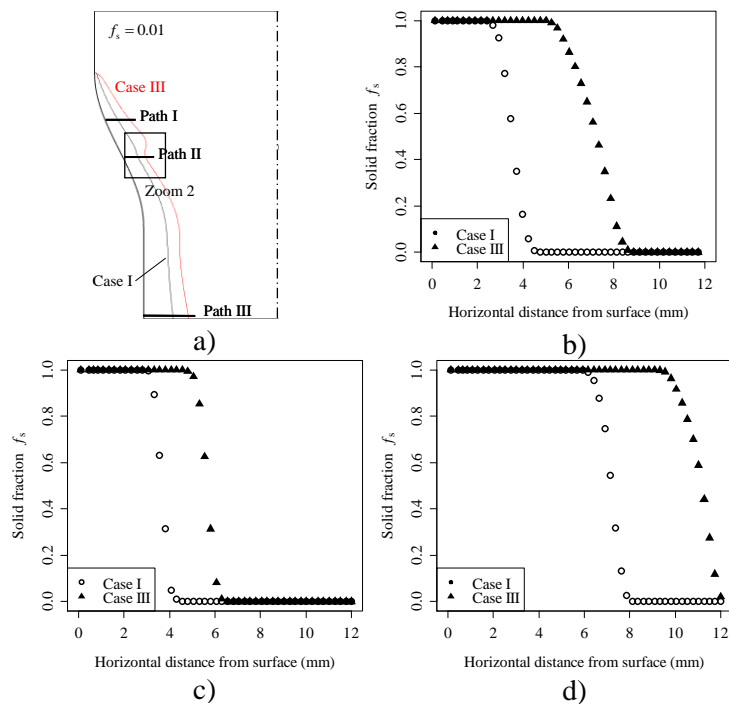 fs = 0.01
Case III
Path I
Path II
Zoom 2
Case I
Path III
a)
Solid fraction fs
0.0 0.2 0.4 0.6 0.8 1.0
Case I
Case III
0 2 4 6 8 10 12
Horizontal distance from surface (mm)
b)
Solid fraction fs
0.0 0.2 0.4 0.6 0.8 1.0
Case I
Case III
0 2 4 6 8 10 12
Horizontal distance from surface (mm)
c)
Solid fraction fs
0.0 0.2 0.4 0.6 0.8 1.0
Case I
Case III
0 2 4 6 8 10 12
Horizontal distance from surface (mm)
d)